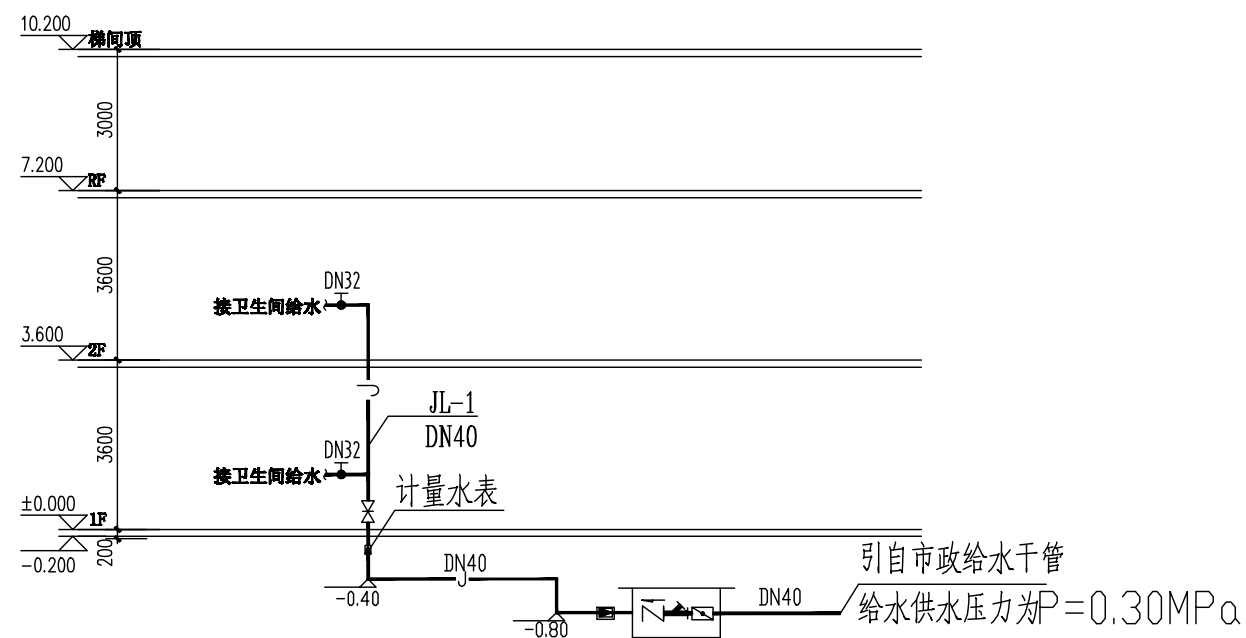 10.200
梯间顶
3000
7.200
RF
3600
DN32
接卫生间给水
3.600
2F
JL-1
DN40
3600
DN32
接卫生间给水
计量水表
±0.000
1F
200
-0.200
DN40
引自市政给水干管
-0.40
DN40
给水供水压力为P=0.30MPa
-0.80